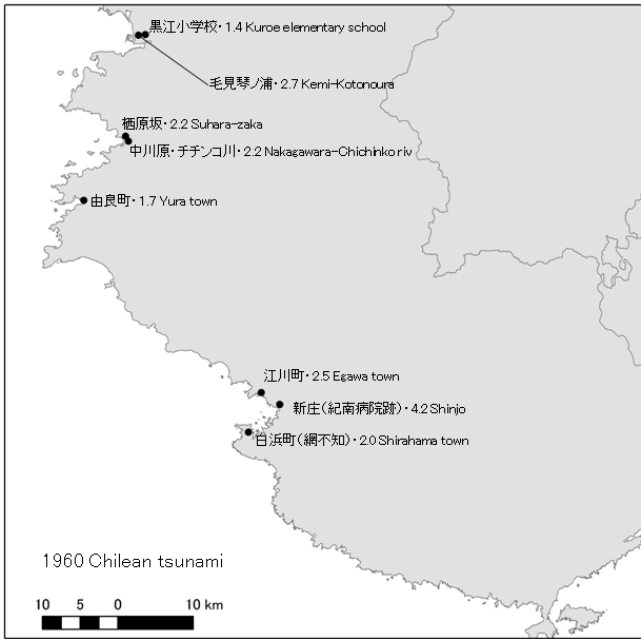 黒江小学校・1.4 Kuroe elementary school
毛見琴ノ浦・2.7 Kemi-Kotonoura
栖原坂・2.2 Suhara-zaka
中川原・チチンコ川・2.2 Nakagawara-Chichinko riv
由良町・1.7 Yura town
江川町・2.5 Egawa town
新庄(紀南病院跡)・4.2 Shinjo
白浜町(網不知)・2.0 Shirahama town
1960 Chilean tsunami
10 5 0 10 km